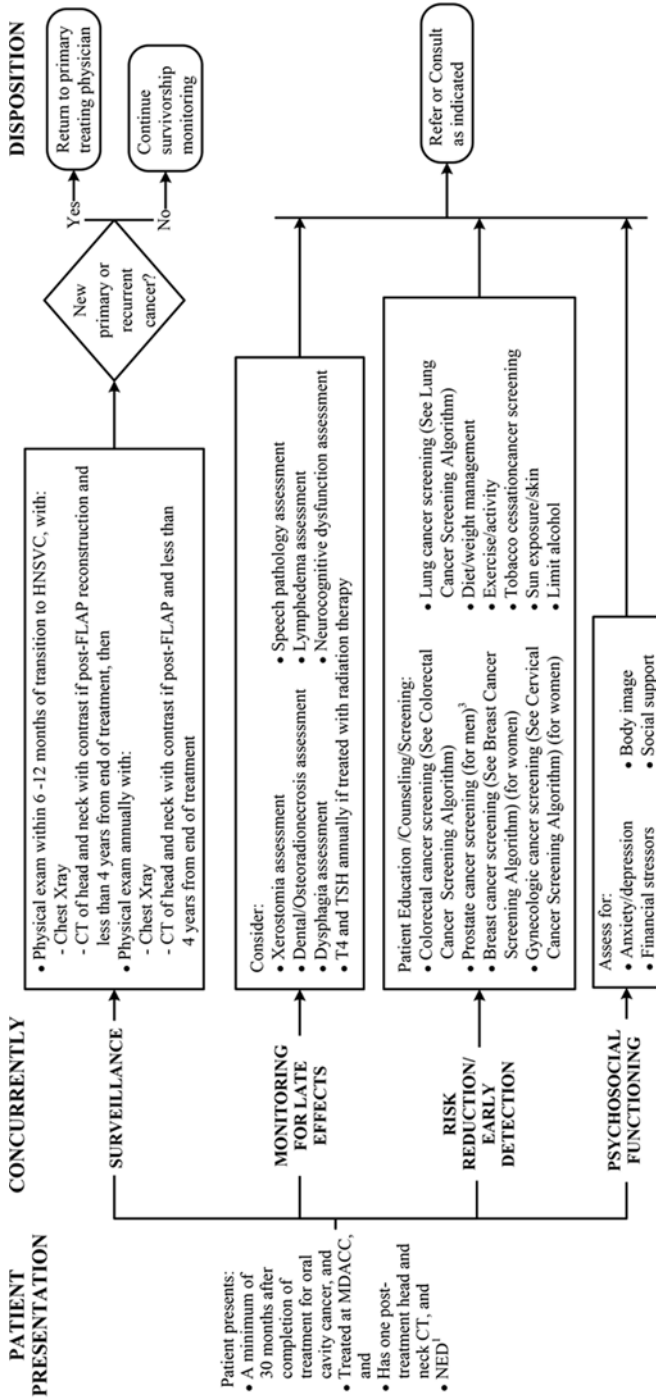 PATIENT
PRESENTATION
CONCURRENTLY
DISPOSITION
Patient presents:
• A minimum of
30 months after
completion of
treatment for oral
cavity cancer, and
• Treated at MDACC,
and
• Has one post-
treatment head and
neck CT, and
• NED1
SURVEILLANCE
• Physical exam within 6 -12 months of transition to HNSVC, with:
- Chest Xray
- CT of head and neck with contrast if post-FLAP reconstruction and
less than 4 years from end of treatment, then
• Physical exam annually with:
- Chest Xray
- CT of head and neck with contrast if post-FLAP and less than
4 years from end of treatment
New
primary or
recurrent
cancer?
Yes
Return to primary
treating physician
No
Continue
survivorship
monitoring
MONITORING
FOR LATE
EFFECTS
Consider:
• Xerostomia assessment
• Dental/Osteoradionecrosis assessment
• Dysphagia assessment
• T4 and TSH annually if treated with radiation therapy
• Speech pathology assessment
• Lymphedema assessment
• Neurocognitive dysfunction assessment
RISK
REDUCTION/
EARLY
DETECTION
Patient Education /Counseling/Screening:
• Colorectal cancer screening (See Colorectal
Cancer Screening Algorithm)
• Prostate cancer screening (for men)3
• Breast cancer screening (See Breast Cancer
Screening Algorithm) (for women)
• Gynecologic cancer screening (See Cervical
Cancer Screening Algorithm) (for women)
• Lung cancer screening (See Lung
Cancer Screening Algorithm)
• Diet/weight management
• Exercise/activity
• Tobacco cessationcancer screening
• Sun exposure/skin
• Limit alcohol
PSYCHOSOCIAL
FUNCTIONING
Assess for:
• Anxiety/depression
• Financial stressors
• Body image
• Social support
Refer or Consult
as indicated